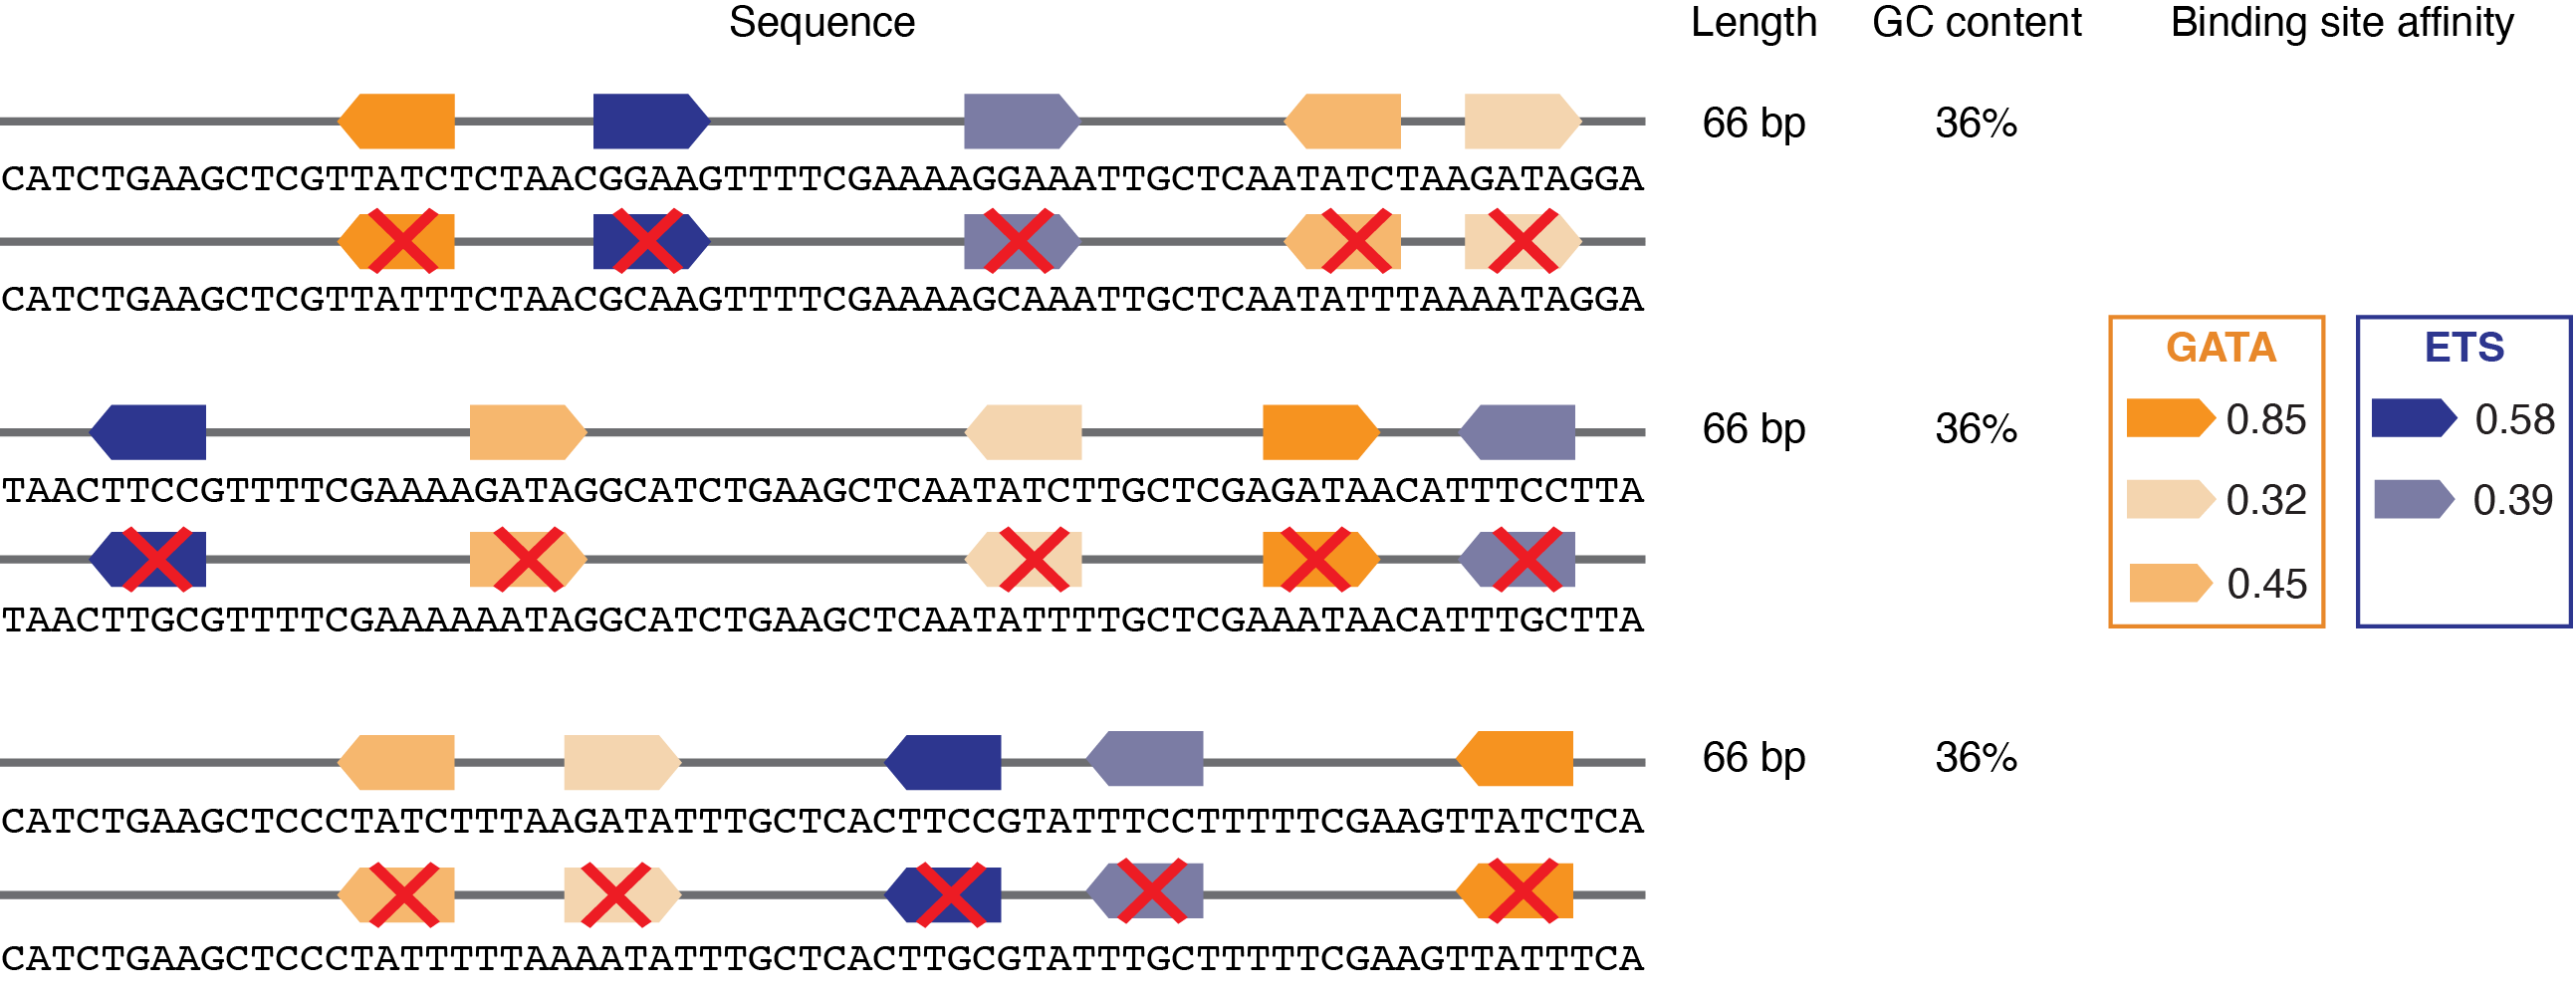 Sequence Length GC content Binding site affinity
66 bp 36%
CATCTGAAGCTCGTTATCTCTAACGGAAGTTTTCGAAAAGGAAATTGCTCAATATCTAAGATAGGA
CATCTGAAGCTCGTTATTTCTAACGCAAGTTTTCGAAAAGCAAATTGCTCAATATTTAAAATAGGA
GATA ETS
0.85 0.58
66 bp 36%
TAACTTCCGTTTTCGAAAAGATAGGCATCTGAAGCTCAATATCTTGCTCGAGATAACATTTCCTTA
0.32 0.39
0.45
TAACTTGCGTTTTCGAAAAAATAGGCATCTGAAGCTCAATATTTTGCTCGAAATAACATTTGCTTA
66 bp 36%
CATCTGAAGCTCCCTATCTTTAAGATATTTGCTCACTTCCGTATTTCCTTTTTCGAAGTTATCTCA
CATCTGAAGCTCCCTATTTTTAAAATATTTGCTCACTTGCGTATTTGCTTTTTCGAAGTTATTTCA